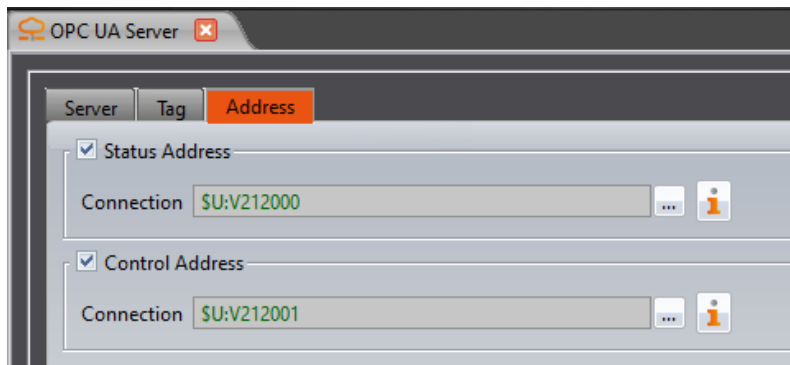 OPC UA Server
Server Tag Address
Status Address
Connection $U:V212000 ...
Control Address
Connection $U:V212001 ...